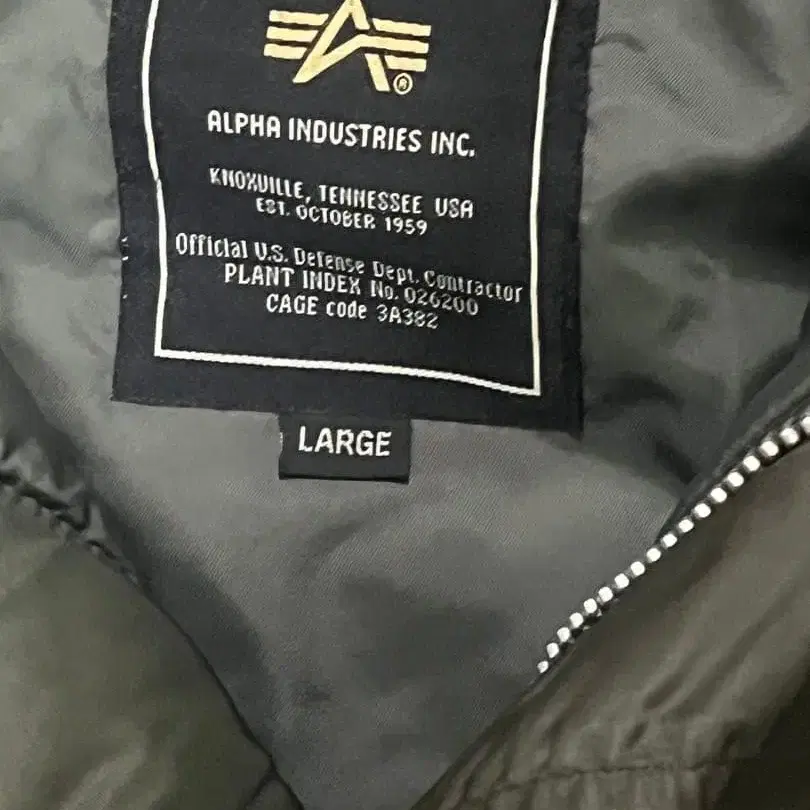 ®
ALPHA INDUSTRIES INC.
KNOXVILLE, TENNESSEE USA
EST. OCTOBER 1959
Official U.S. Defense Dept. Contractor
PLANT INDEX No. 026200
CAGE code 3A382
LARGE